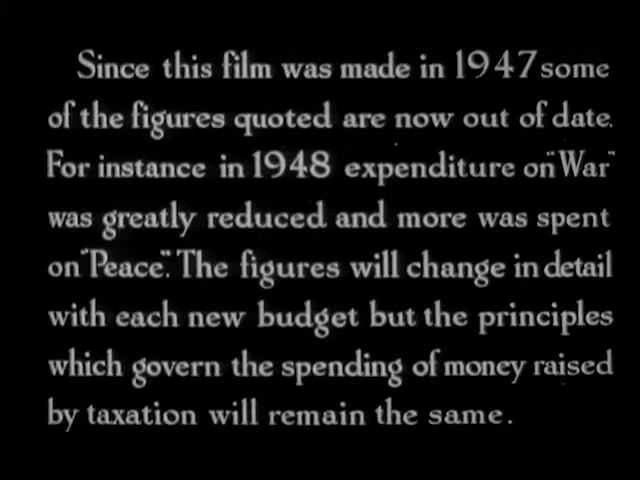 Since this film was made in 1947 some
of the figures quoted are now out of date.
For instance in 1948 expenditure on "War"
was greatly reduced and more was spent
on "Peace". The figures will change in detail
with each new budget but the principles
which govern the spending of money raised
by taxation will remain the same.